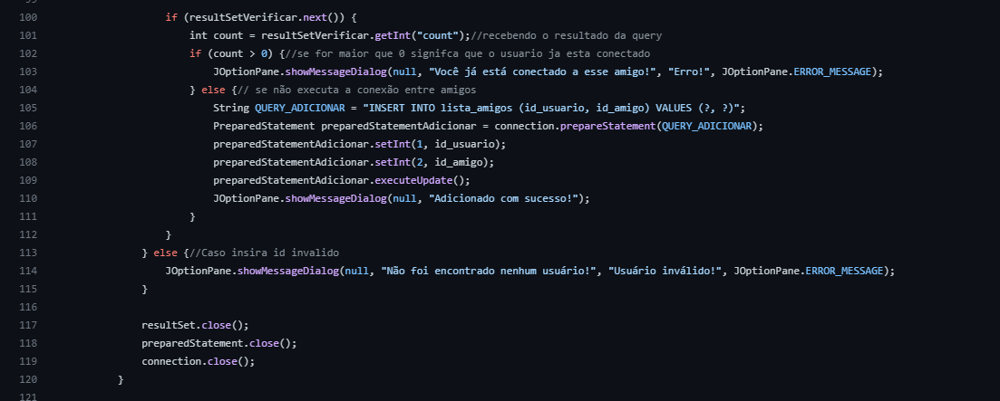 100 if (resultSetVerificar.next()) {
101 int count = resultSetVerificar.getInt("count");//recebendo o resultado da query
102 if (count > 0) {//se for maior que 0 signifca que o usuario ja esta conectado
103 JOptionPane.showMessageDialog(null, "Você já está conectado a esse amigo!", "Erro!", JOptionPane.ERROR_MESSAGE);
104 } else {// se não executa a conexão entre amigos
105 String QUERY_ADICIONAR = "INSERT INTO lista_amigos (id_usuario, id_amigo) VALUES (?, ?)";
106 PreparedStatement preparedStatementAdicionar = connection.prepareStatement(QUERY_ADICIONAR);
107 preparedStatementAdicionar.setInt(1, id_usuario);
108 preparedStatementAdicionar.setInt(2, id_amigo);
109 preparedStatementAdicionar.executeUpdate();
110 JOptionPane.showMessageDialog(null, "Adicionado com sucesso!");
111 }
112 }
113 } else {//Caso insira id invalido
114 JOptionPane.showMessageDialog(null, "Não foi encontrado nenhum usuário!", "Usuário inválido!", JOptionPane.ERROR_MESSAGE);
115 }
116
117 resultSet.close();
118 preparedStatement.close();
119 connection.close();
120 }
121